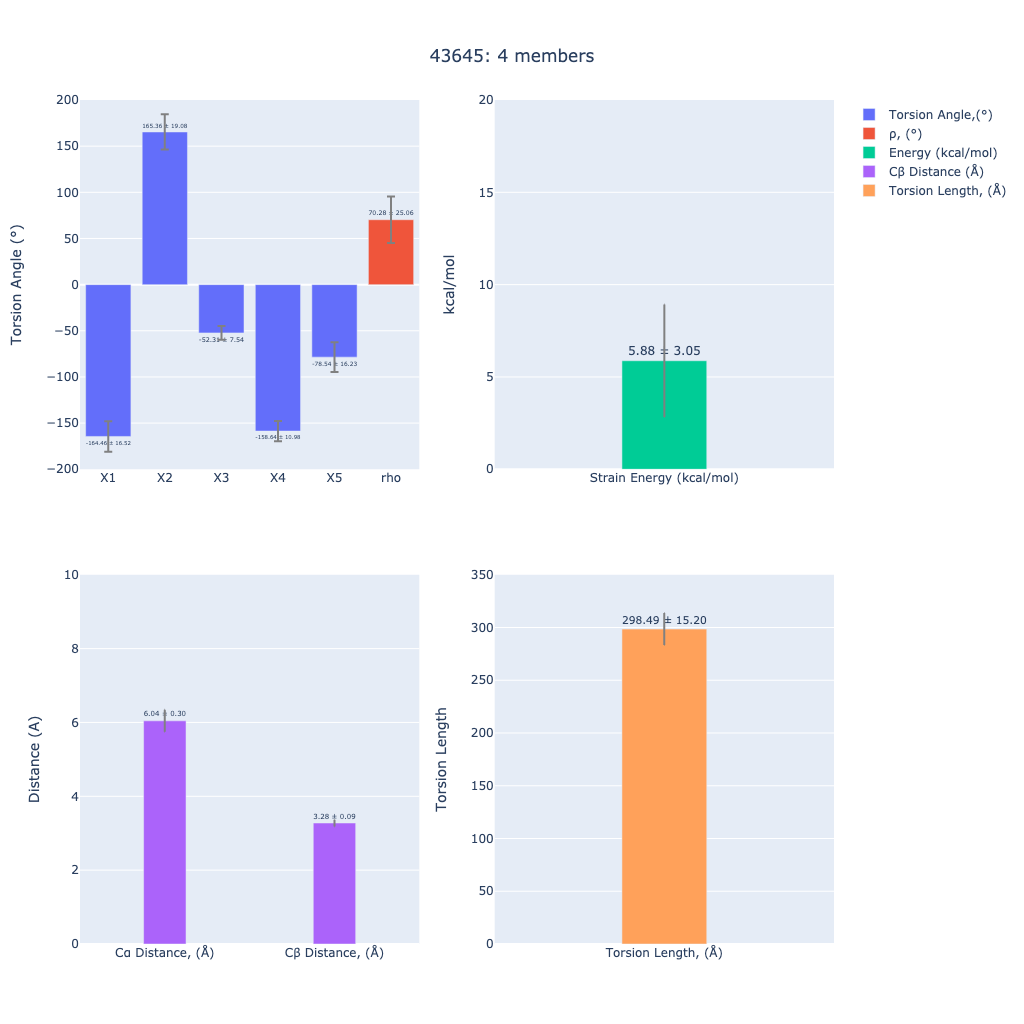 43645: 4 members
Torsion Angle (°)
200
150
100
50
0
−50
−100
−150
−200
165.36 ± 19.08
70.28 ± 25.06
-52.31 ± 7.54
-78.54 ± 16.23
-164.46 ± 16.52
-158.64 ± 10.98
X1 X2 X3 X4 X5 rho
kcal/mol
20
15
10
5
0
5.88 ± 3.05
Strain Energy (kcal/mol)
Torsion Angle,(°)
ρ, (°)
Energy (kcal/mol)
Cβ Distance (Å)
Torsion Length, (Å)
Distance (A)
10
8
6
4
2
0
6.04 ± 0.30
3.28 ± 0.09
Cα Distance, (Å) Cβ Distance, (Å)
Torsion Length
350
300
250
200
150
100
50
0
298.49 ± 15.20
Torsion Length, (Å)